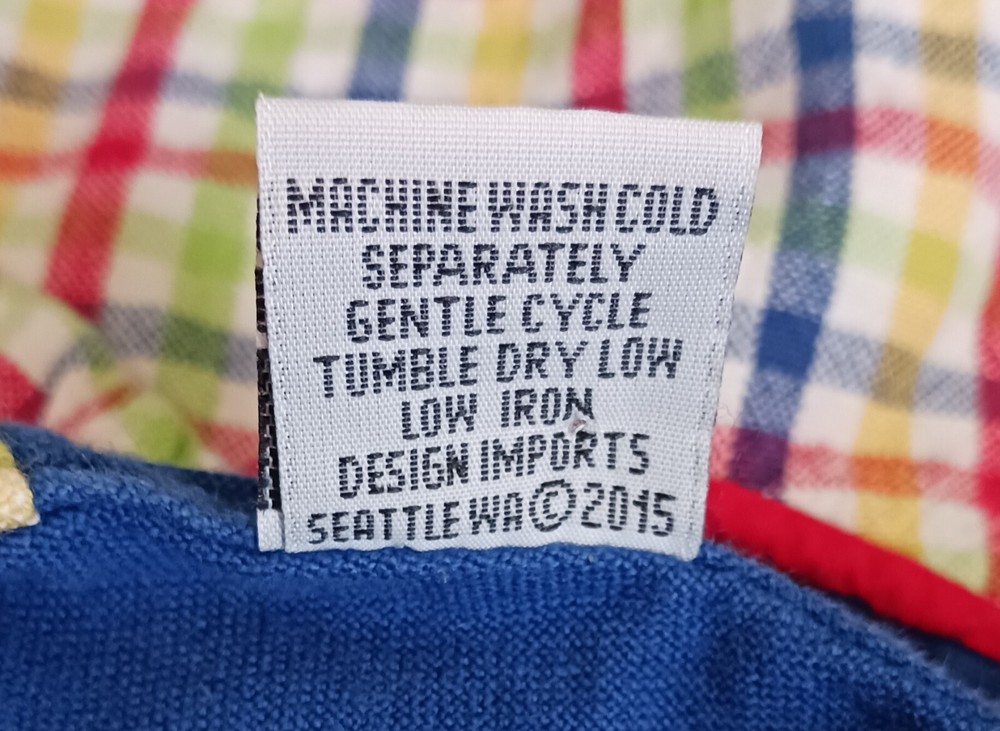 MACHINE WASH COLD
SEPARATELY
GENTLE CYCLE
TUMBLE DRY LOW
LOW IRON
DESIGN IMPORTS
SEATTLE WA © 2015